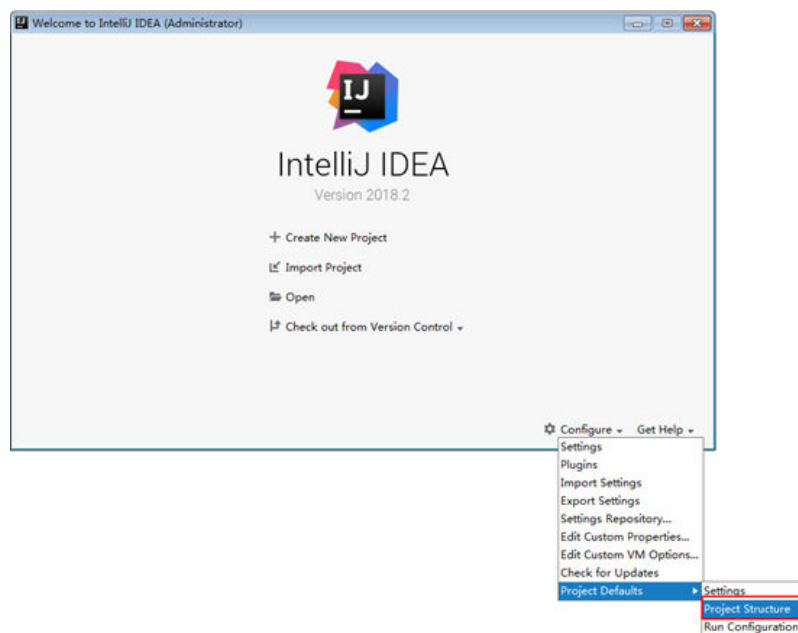 Welcome to IntelliJ IDEA (Administrator)
IJ
IntelliJ IDEA
Version 2018.2
Create New Project
Import Project
Open
Check out from Version Control
Configure Get Help
Settings
Plugins
Import Settings
Export Settings
Settings Repository...
Edit Custom Properties...
Edit Custom VM Options...
Check for Updates
Project Defaults Settings
Project Structure
Run Configuration